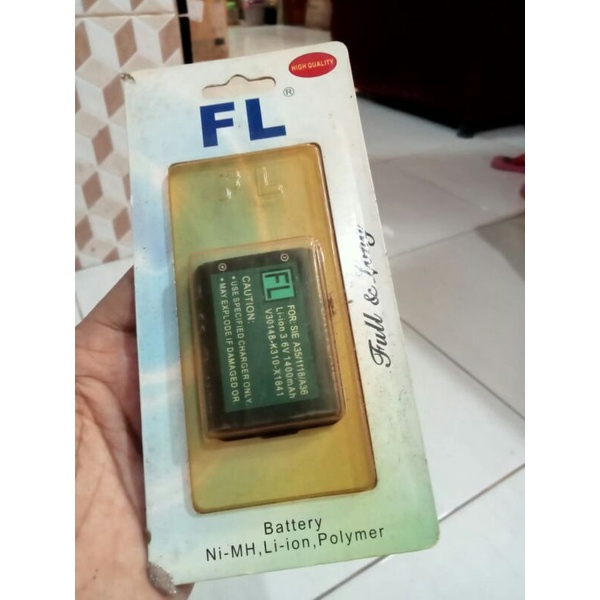 HIGH QUALITY
FL®
FL
FOR: SIE A35/1118/A36
Li-ion 3.6V 1400mAh
V30148-K310-X1841
CAUTION:
• USE SPECIFIED CHARGER ONLY.
• MAY EXPLODE IF DAMAGED OR.
Full & Long
Battery
Ni-MH,Li-ion,Polymer